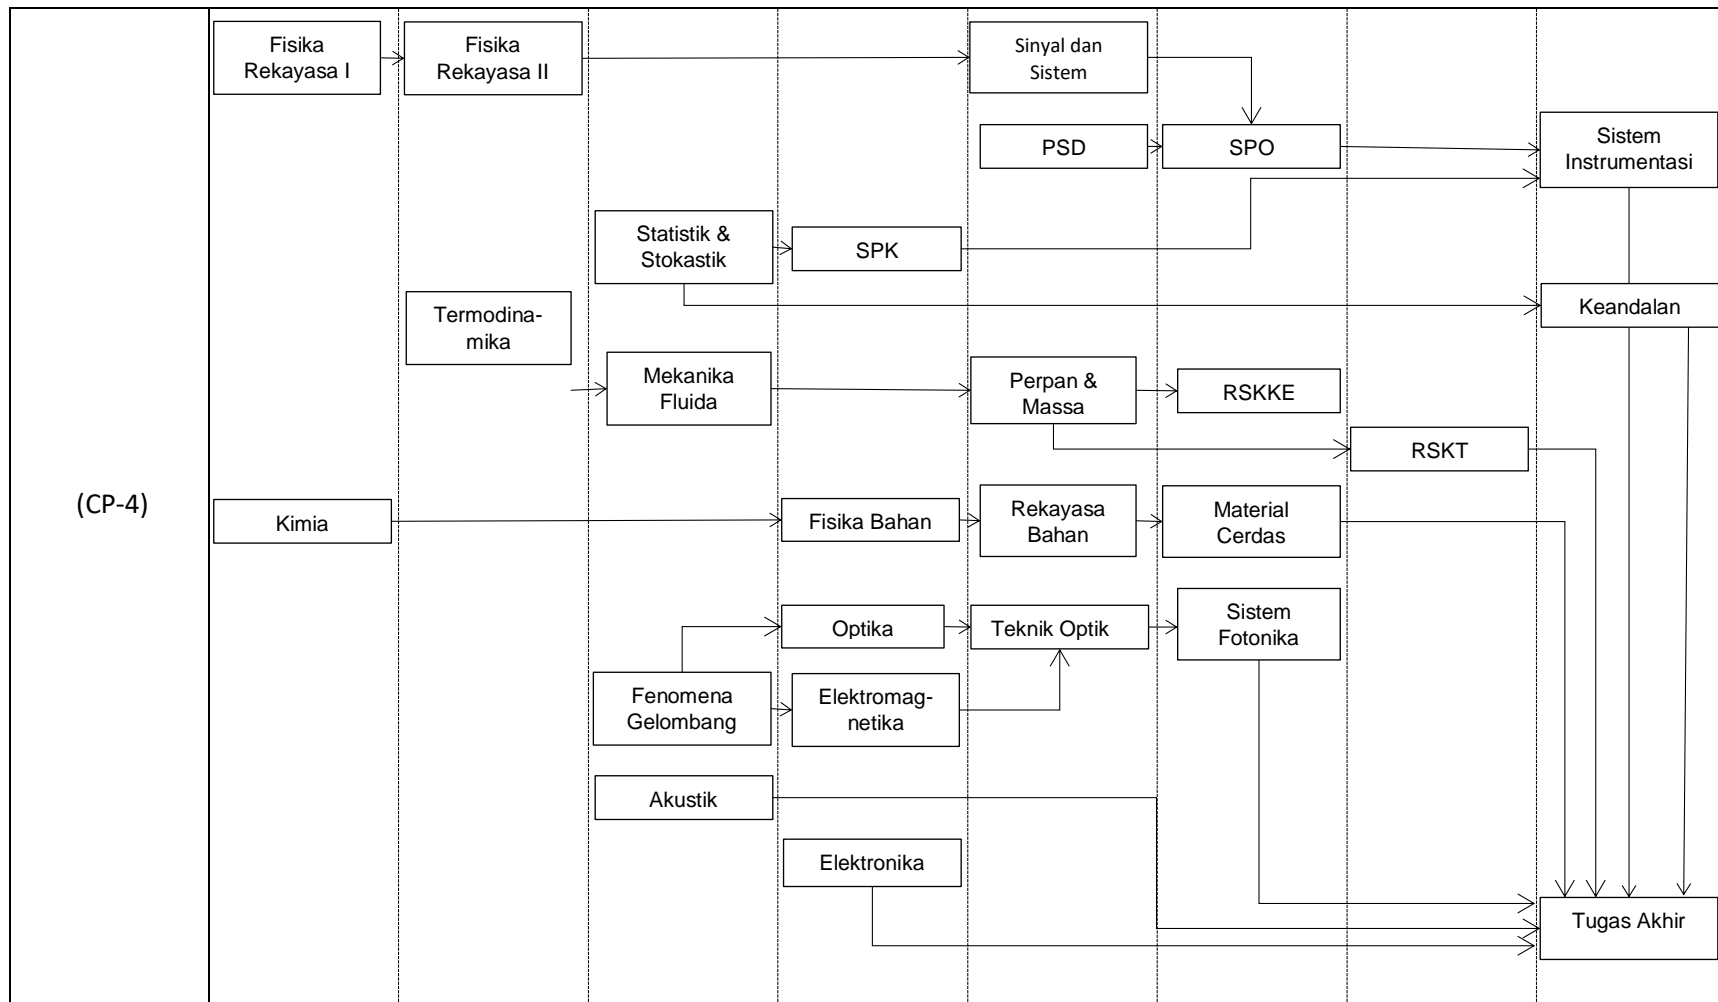 (CP-4)
Fisika
Rekayasa I
Fisika
Rekayasa II
Sinyal dan
Sistem
PSD
SPO
Sistem
Instrumentasi
Statistik &
Stokastik
SPK
Termodina-
mika
Keandalan
Mekanika
Fluida
Perpan &
Massa
RSKKE
RSKT
Kimia
Fisika Bahan
Rekayasa
Bahan
Material
Cerdas
Optika
Teknik Optik
Sistem
Fotonika
Fenomena
Gelombang
Elektromag-
netika
Akustik
Elektronika
Tugas Akhir